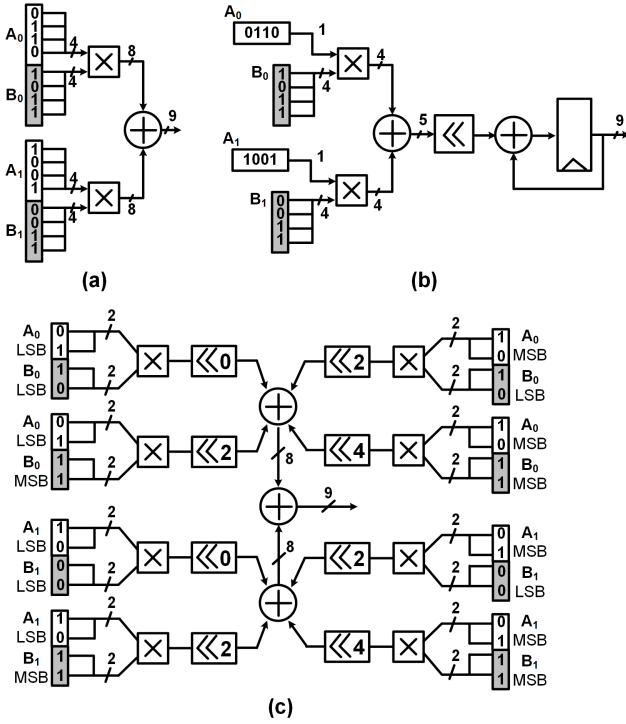 A₀
0
1
1
0
4
8
B₀
1
0
1
1
4
9
A₁
1
0
0
1
4
8
B₁
0
0
1
1
4
(a)
A₀
0110
1
4
B₀
1
0
1
1
4
5
≪
9
A₁
1001
1
4
B₁
0
0
1
1
4
(b)
A₀ 0 2
LSB 1
B₀ 1
LSB 0 2
≪0
≪2
2 1 A₀
0 MSB
1 B₀
2 0 LSB
A₀ 0 2
LSB 1
B₀ 1
MSB 1 2
≪2
≪4
2 1 A₀
0 MSB
1 B₀
2 1 MSB
8
9
8
A₁ 0 2
LSB 1
B₁ 0
LSB 0 2
≪0
≪2
2 0 A₁
1 MSB
0 B₁
2 0 LSB
A₁ 1 2
LSB 0
B₁ 1
MSB 1 2
≪2
≪4
2 0 A₁
1 MSB
1 B₁
2 1 MSB
(c)